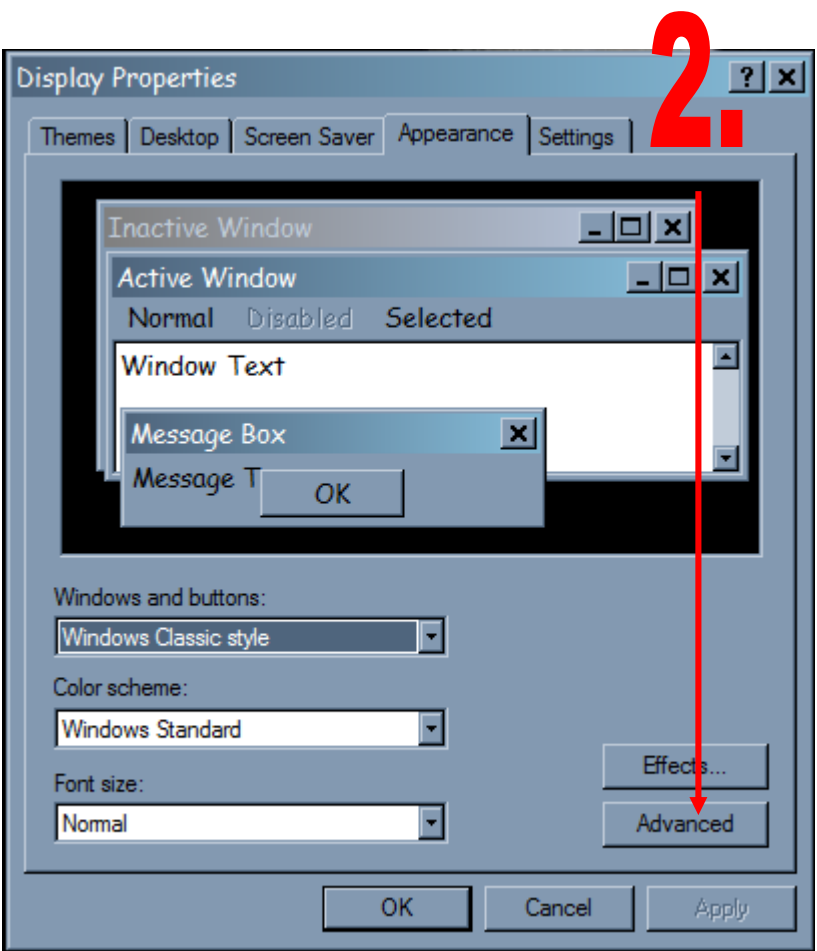 2.
Display Properties
Themes Desktop Screen Saver Appearance Settings
Inactive Window
Active Window
Normal Disabled Selected
Window Text
Message Box
Message T
OK
Windows and buttons:
Windows Classic style
Color scheme:
Windows Standard
Effects...
Font size:
Normal
Advanced
OK Cancel Apply